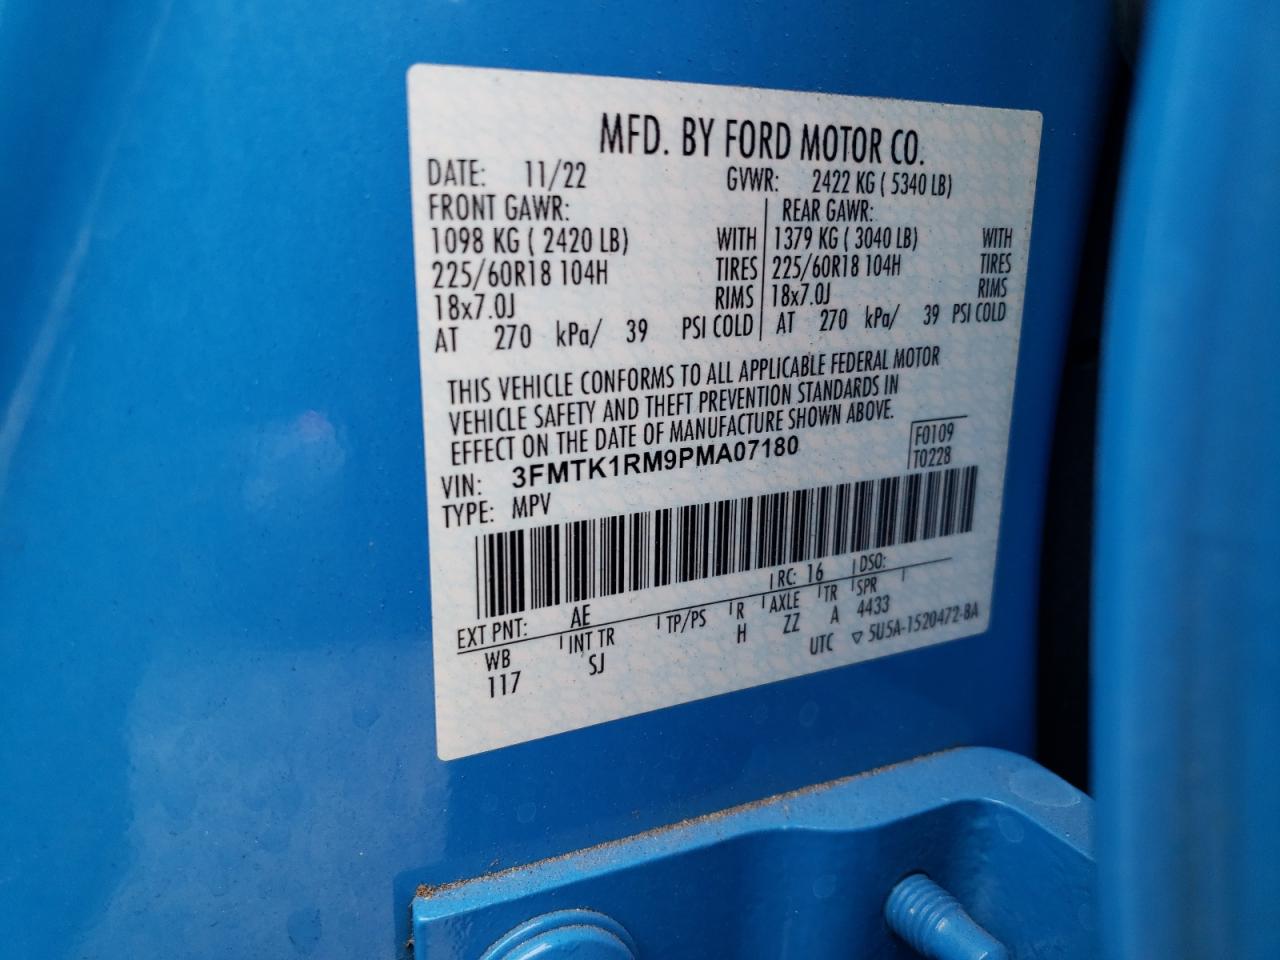 MFD. BY FORD MOTOR CO.
DATE: 11/22 GVWR: 2422 KG ( 5340 LB)
FRONT GAWR: REAR GAWR:
1098 KG ( 2420 LB) WITH 1379 KG ( 3040 LB) WITH
225/60R18 104H TIRES 225/60R18 104H TIRES
18x7.0J RIMS 18x7.0J RIMS
AT 270 kPa/ 39 PSI COLD AT 270 kPa/ 39 PSI COLD
THIS VEHICLE CONFORMS TO ALL APPLICABLE FEDERAL MOTOR
VEHICLE SAFETY AND THEFT PREVENTION STANDARDS IN
EFFECT ON THE DATE OF MANUFACTURE SHOWN ABOVE.
F0109
VIN: 3FMTK1RM9PMA07180 T0228
TYPE: MPV
EXT PNT: AE RC: 16 DSO:
WB INT TR TP/PS R AXLE TR SPR
117 SJ H ZZ A 4433
UTC ▽ 5U5A-1520472-BA